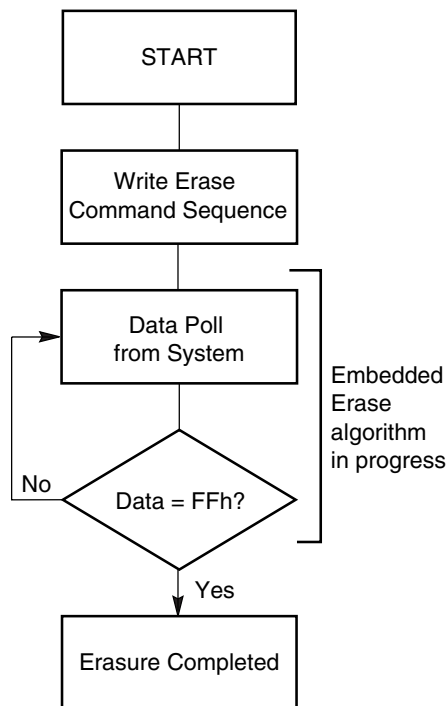 START
Write Erase
Command Sequence
Data Poll
from System
Embedded
Erase
algorithm
in progress
No
Data = FFh?
Yes
Erasure Completed